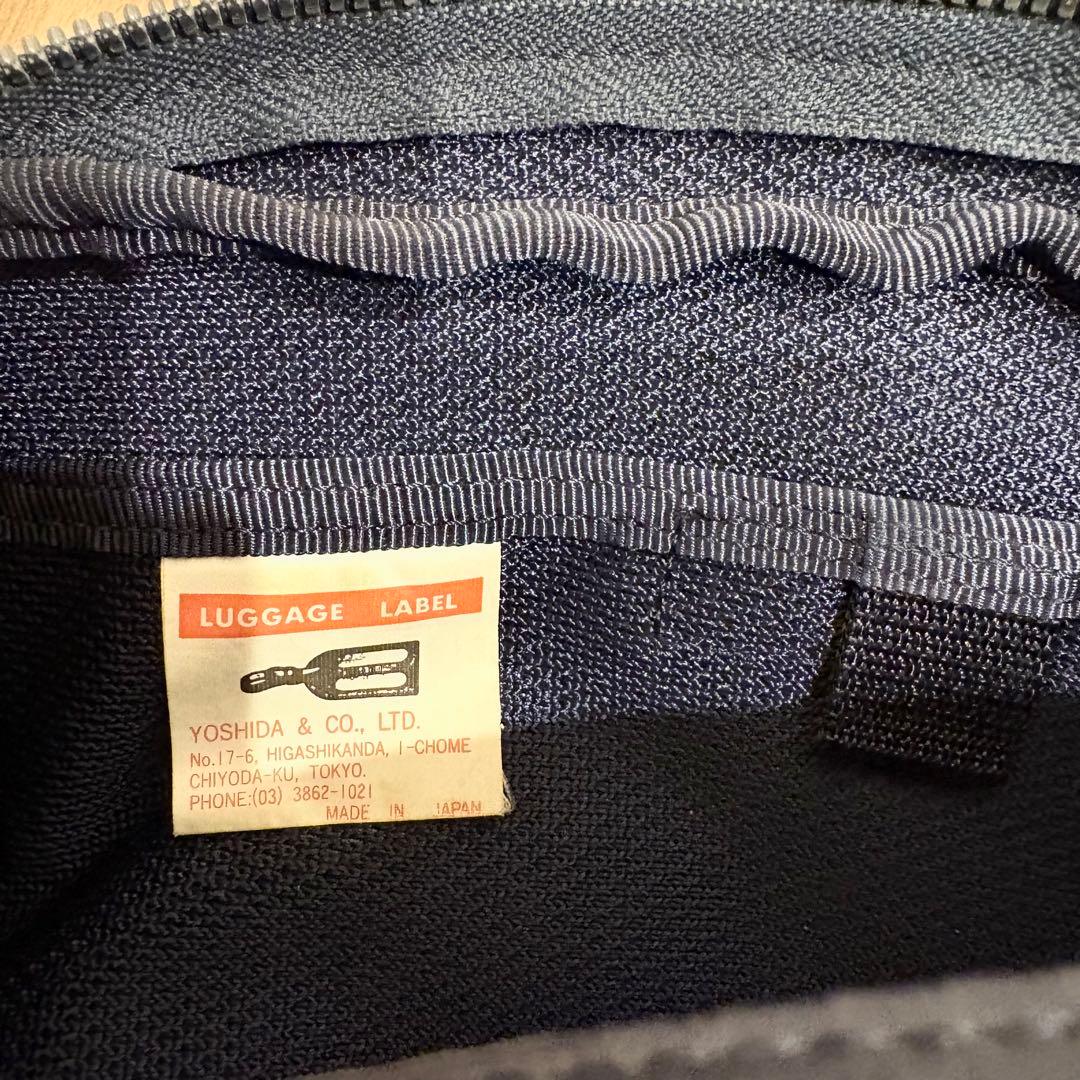 LUGGAGE LABEL
YOSHIDA & CO., LTD.
No.17-6, HIGASHIKANDA, 1-CHOME
CHIYODA-KU, TOKYO.
PHONE:(03) 3862-1021
MADE IN JAPAN